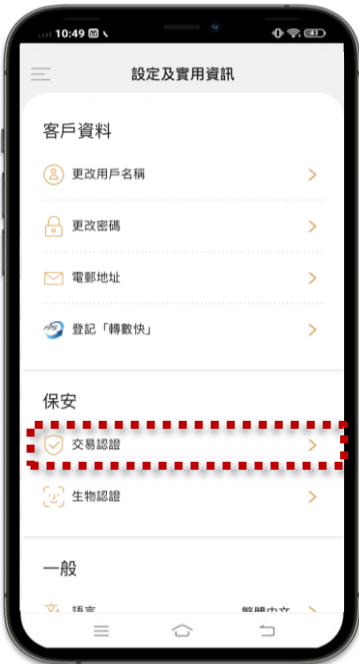 10:49
設定及實用資訊
客戶資料
更改用戶名稱
更改密碼
電郵地址
登記「轉數快」
保安
交易認證
生物認證
一般
語言 繁體中文